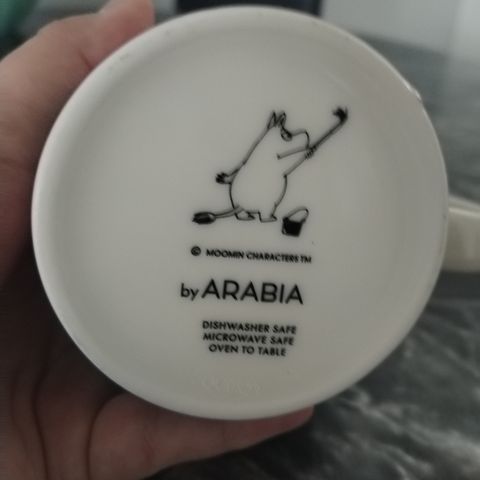 © MOOMIN CHARACTERS TM
by ARABIA
DISHWASHER SAFE
MICROWAVE SAFE
OVEN TO TABLE